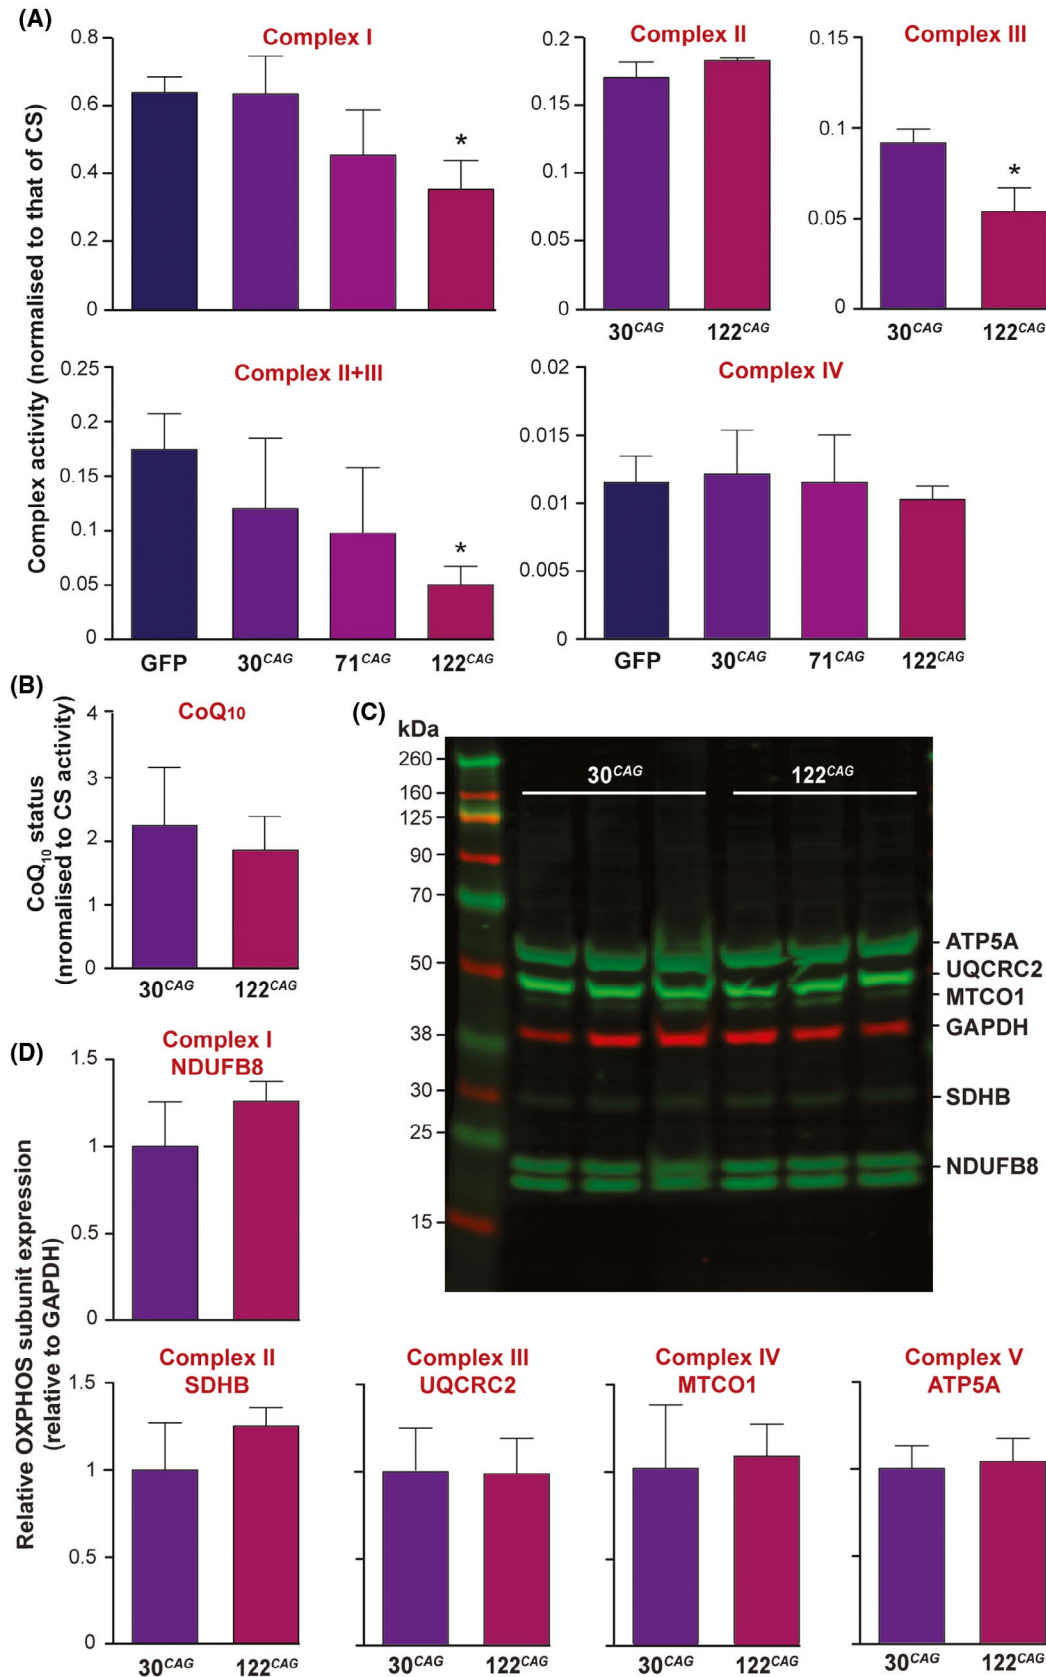 (A)
Complex activity (normalised to that of CS)
Complex I
0.8
0.6
0.4
0.2
0
*
Complex II
0.2
0.15
0.1
0.05
0
30CAG 122CAG
Complex III
0.15
0.1
0.05
0
*
30CAG 122CAG
Complex II+III
0.25
0.2
0.15
0.1
0.05
0
*
GFP 30CAG 71CAG 122CAG
Complex IV
0.02
0.015
0.01
0.005
0
GFP 30CAG 71CAG 122CAG
(B)
CoQ10 status
(nromalised to CS activity)
CoQ10
4
3
2
1
0
30CAG 122CAG
(C)
kDa
260
160
125
90
70
50
38
30
25
15
30CAG 122CAG
ATP5A
UQCRC2
MTCO1
GAPDH
SDHB
NDUFB8
(D)
Relative OXPHOS subunit expression
(relative to GAPDH)
Complex I
NDUFB8
1.5
1
0.5
0
Complex II
SDHB
1.5
1
0.5
0
30CAG 122CAG
Complex III
UQCRC2
30CAG 122CAG
Complex IV
MTCO1
30CAG 122CAG
Complex V
ATP5A
30CAG 122CAG